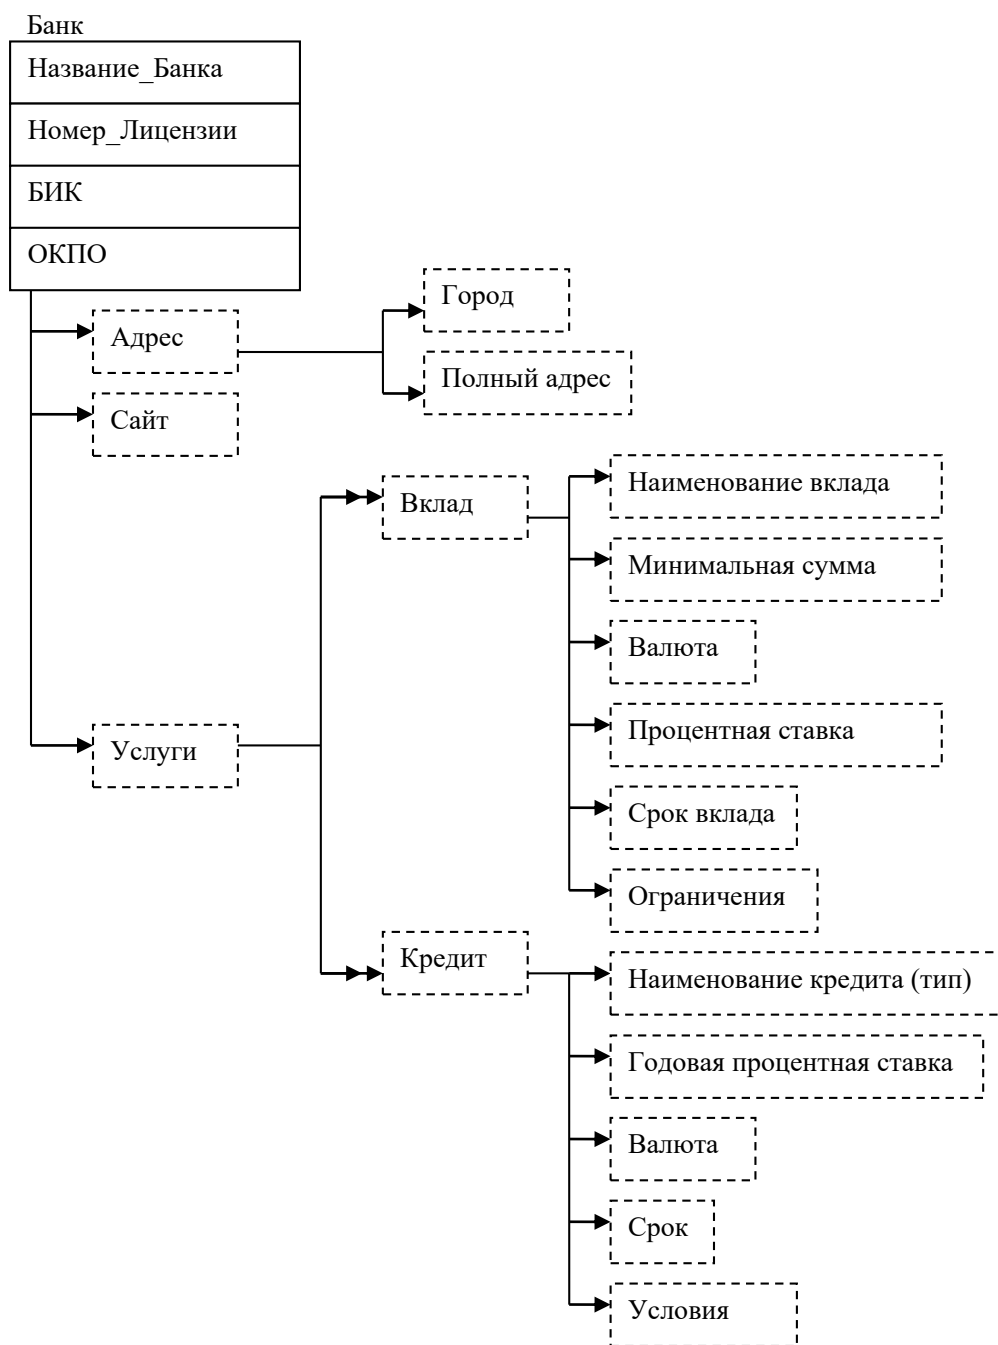 Банк
Название_Банка
Номер_Лицензии
БИК
ОКПО
Город
Адрес
Полный адрес
Сайт
Наименование вклада
Вклад
Минимальная сумма
Валюта
Процентная ставка
Услуги
Срок вклада
Ограничения
Кредит
Наименование кредита (тип)
Годовая процентная ставка
Валюта
Срок
Условия